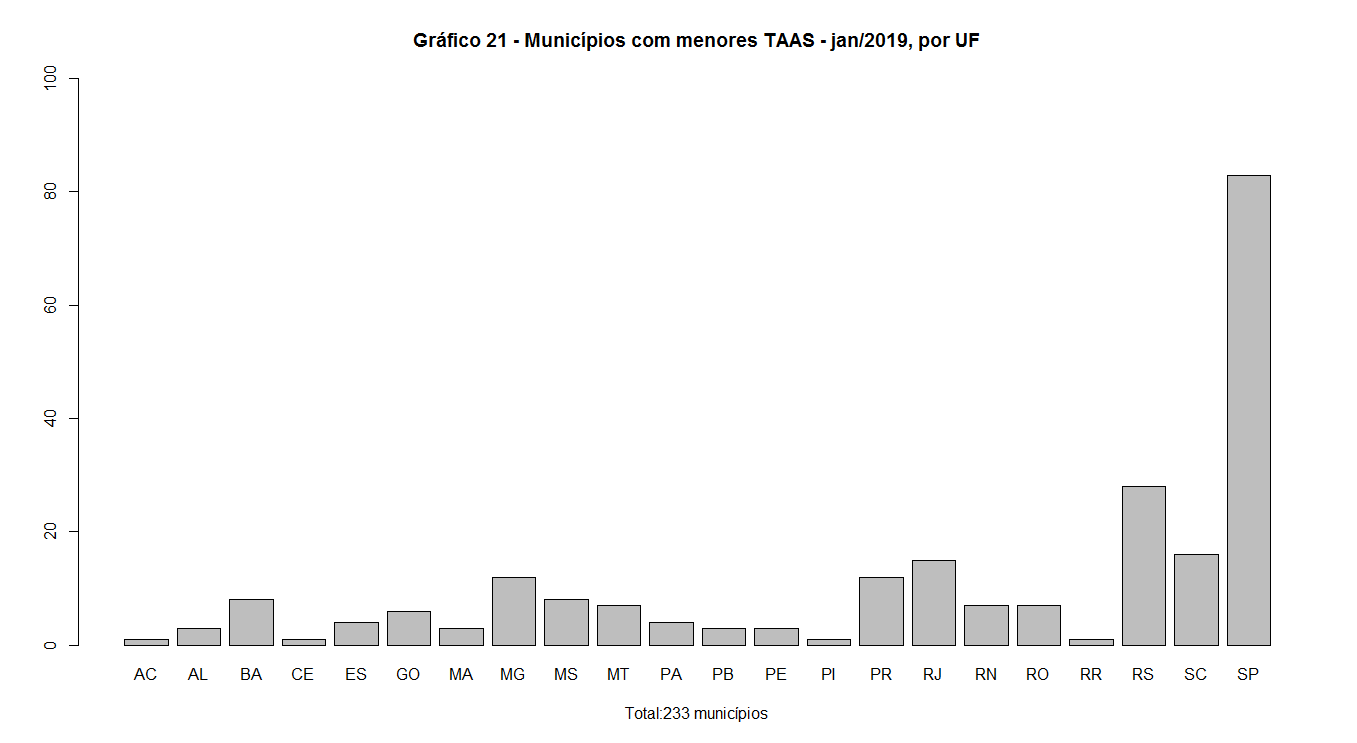 Gráfico 21 - Municípios com menores TAAS - jan/2019, por UF
100
80
60
40
20
0
AC AL BA CE ES GO MA MG MS MT PA PB PE PI PR RJ RN RO RR RS SC SP
Total:233 municípios